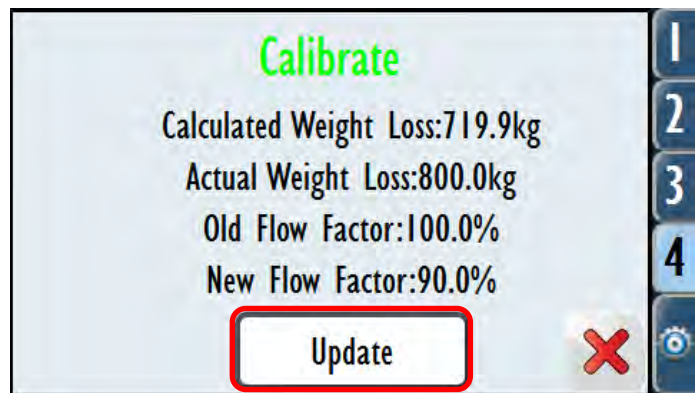 Calibrate
Calculated Weight Loss:719.9kg
Actual Weight Loss:800.0kg
Old Flow Factor:100.0%
New Flow Factor:90.0%
Update
1
2
3
4